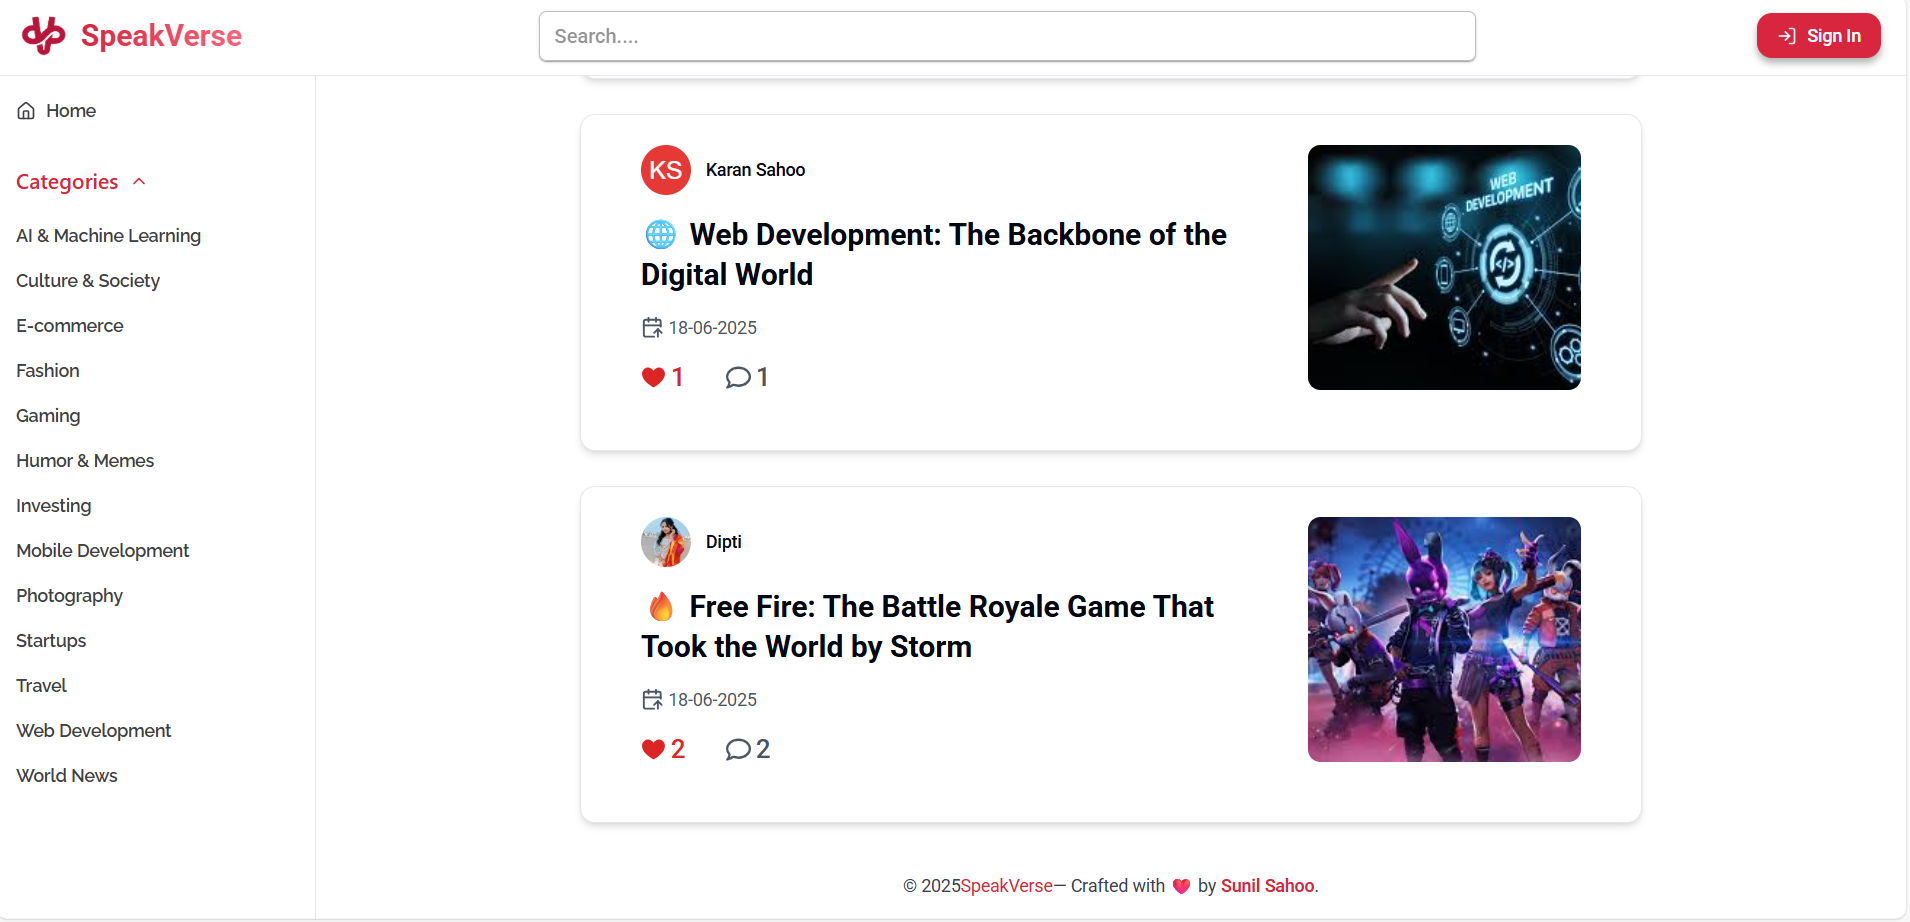 SpeakVerse
Search....
Sign In
Home
Categories
AI & Machine Learning
Culture & Society
E-commerce
Fashion
Gaming
Humor & Memes
Investing
Mobile Development
Photography
Startups
Travel
Web Development
World News
KS
Karan Sahoo
🌐 Web Development: The Backbone of the
Digital World
18-06-2025
1
1
WEB
DEVELOPMENT
</>
Dipti
🔥 Free Fire: The Battle Royale Game That
Took the World by Storm
18-06-2025
2
2
© 2025SpeakVerse— Crafted with ❤️ by Sunil Sahoo.